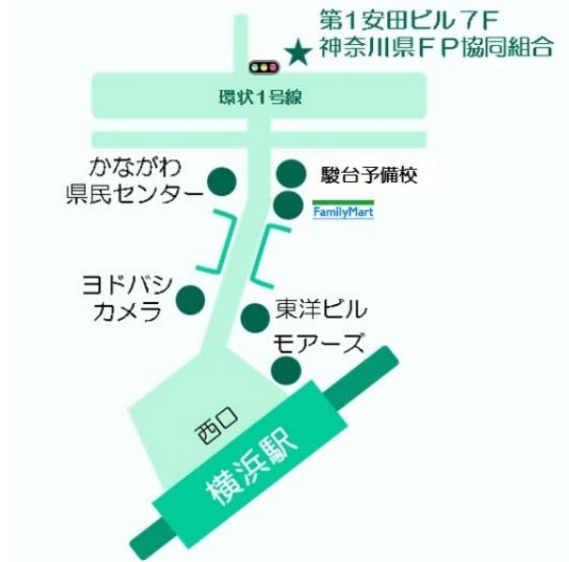 第1安田ビル7F
神奈川県FP協同組合
環状1号線
かながわ
県民センター
駿台予備校
FamilyMart
ヨドバシ
カメラ
東洋ビル
モアーズ
西口
横浜駅